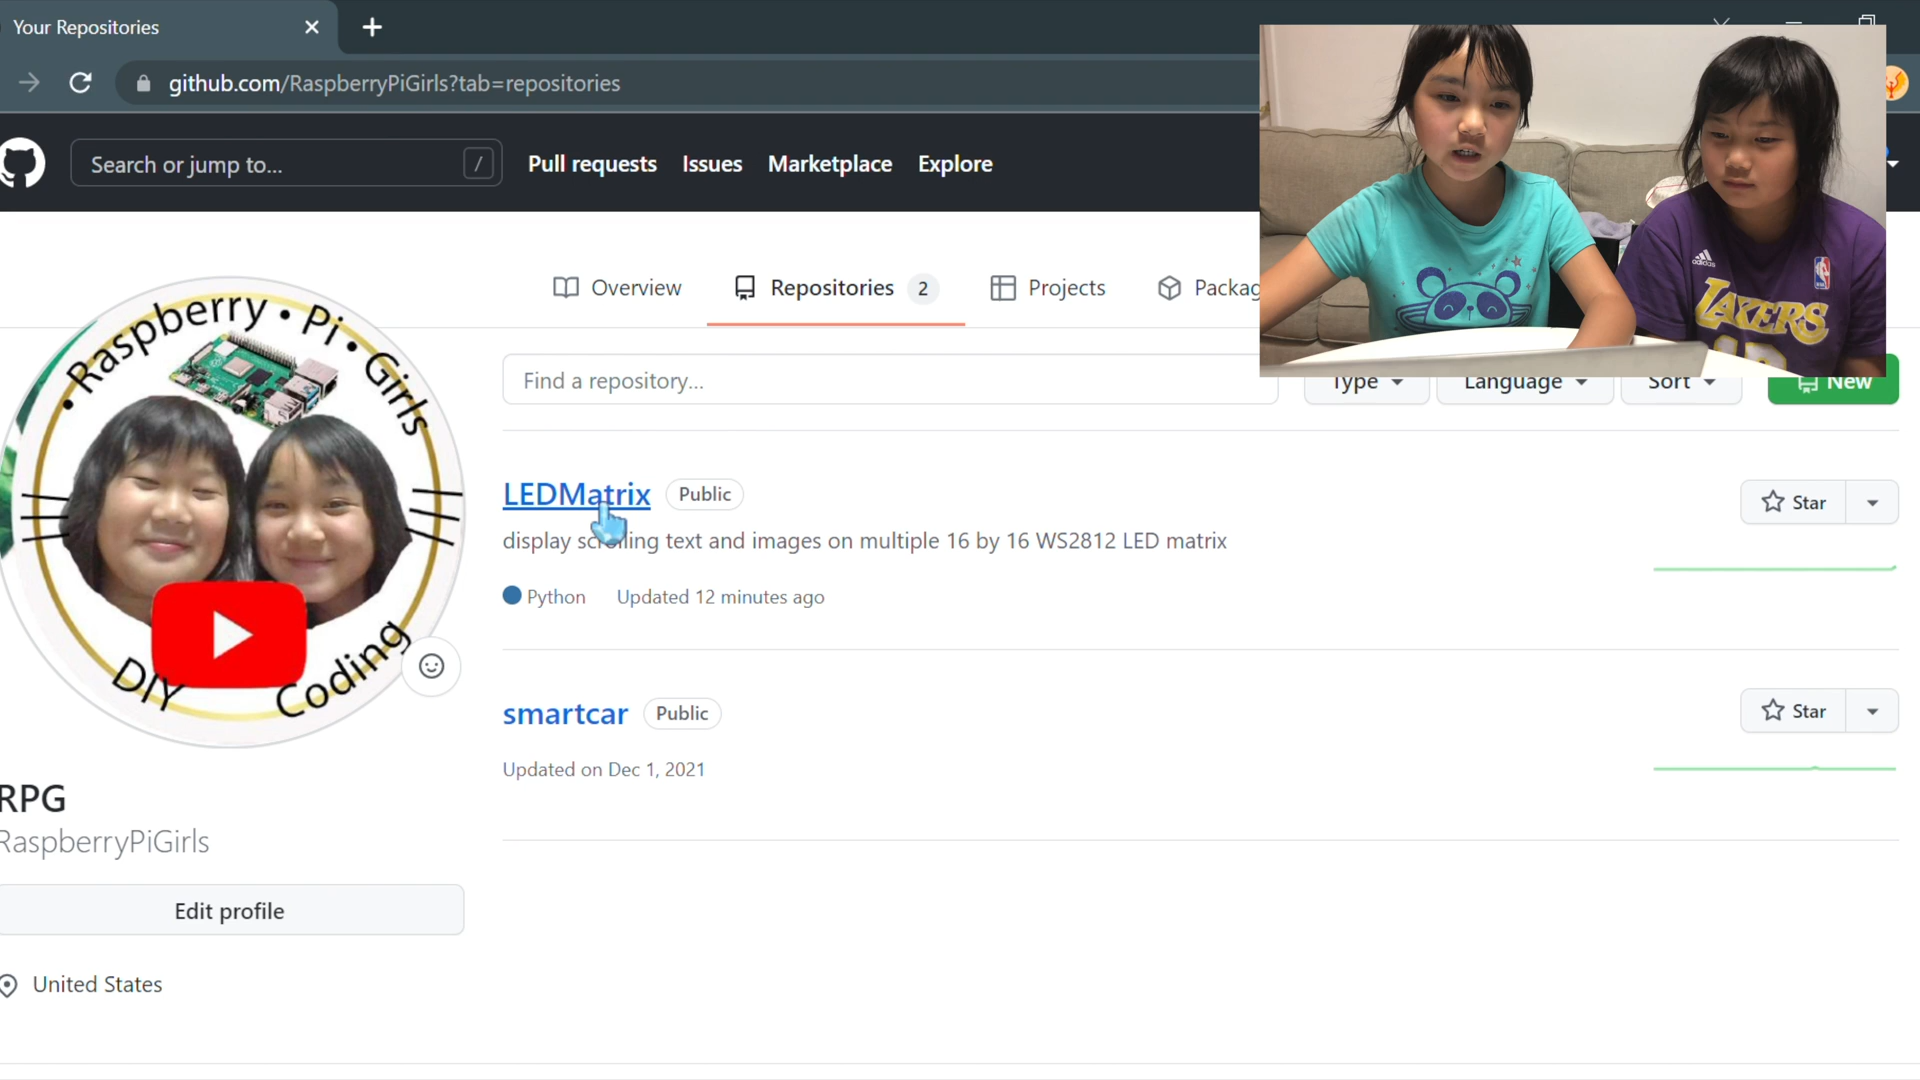 Your Repositories
github.com/RaspberryPiGirls?tab=repositories
Search or jump to...
/
Pull requests
Issues
Marketplace
Explore
Overview
Repositories 2
Projects
Packag
adidas
NBA
LAKERS
• Raspberry • Pi • Girls
DIY
Coding
RPG
RaspberryPiGirls
Edit profile
United States
Find a repository...
Type
Language
Sort
New
LEDMatrix Public
Star
display scrolling text and images on multiple 16 by 16 WS2812 LED matrix
Python Updated 12 minutes ago
smartcar Public
Star
Updated on Dec 1, 2021